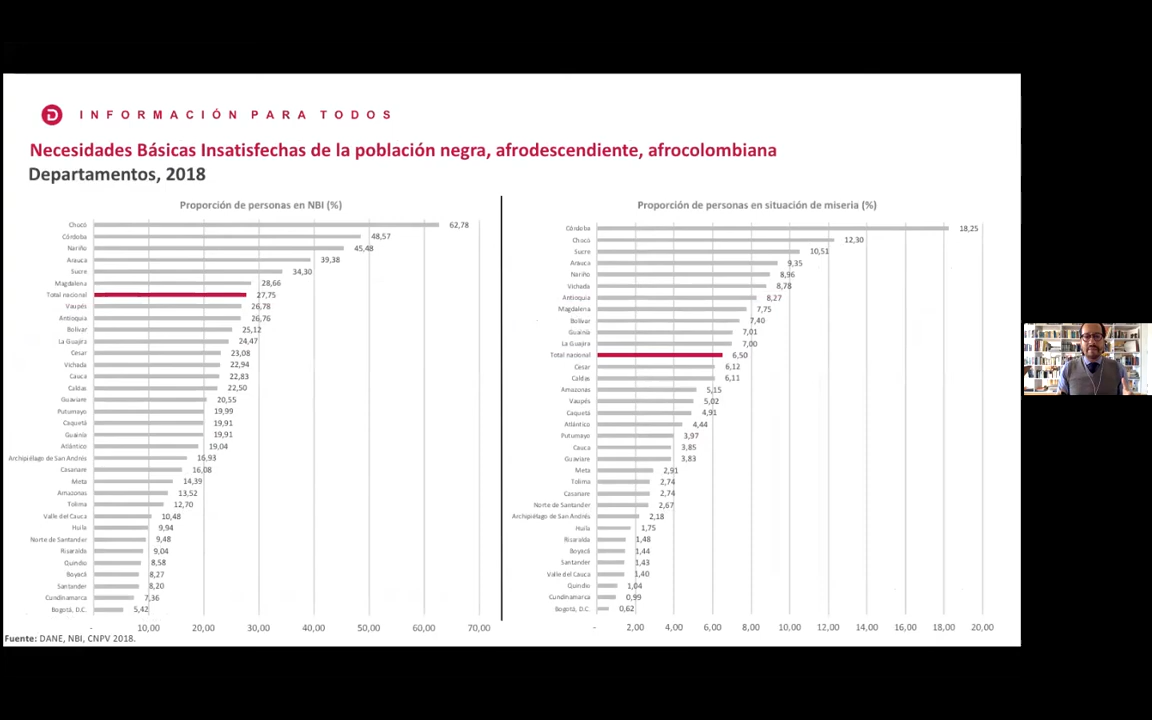 INFORMACIÓN PARA TODOS
Necesidades Básicas Insatisfechas de la población negra, afrodescendiente, afrocolombiana
Departamentos, 2018
Proporción de personas en NBI (%)
Chocó 62,78
Córdoba 48,57
Nariño 45,48
Arauca 39,38
Sucre 34,30
Magdalena 28,66
Total nacional 27,75
Vaupés 26,78
Antioquia 26,76
Bolívar 25,12
La Guajira 24,47
Cesar 23,08
Vichada 22,94
Cauca 22,83
Caldas 22,50
Guaviare 20,55
Putumayo 19,99
Caquetá 19,91
Guainía 19,91
Atlántico 19,04
Archipiélago de San Andrés 16,93
Casanare 16,08
Meta 14,39
Amazonas 13,52
Tolima 12,70
Valle del Cauca 10,48
Huila 9,94
Norte de Santander 9,48
Risaralda 9,04
Quindío 8,58
Boyacá 8,27
Santander 8,20
Cundinamarca 7,36
Bogotá, D.C. 5,42
- 10,00 20,00 30,00 40,00 50,00 60,00 70,00
Proporción de personas en situación de miseria (%)
Córdoba 18,25
Chocó 12,30
Sucre 10,51
Arauca 9,35
Nariño 8,96
Vichada 8,78
Antioquia 8,27
Magdalena 7,75
Bolívar 7,40
Guainía 7,01
La Guajira 7,00
Total nacional 6,50
Cesar 6,12
Caldas 6,11
Amazonas 5,15
Vaupés 5,02
Caquetá 4,91
Atlántico 4,44
Putumayo 3,97
Cauca 3,85
Guaviare 3,83
Meta 2,91
Tolima 2,74
Casanare 2,74
Norte de Santander 2,67
Archipiélago de San Andrés 2,18
Huila 1,75
Risaralda 1,48
Boyacá 1,44
Santander 1,43
Valle del Cauca 1,40
Quindío 1,04
Cundinamarca 0,99
Bogotá, D.C. 0,62
- 2,00 4,00 6,00 8,00 10,00 12,00 14,00 16,00 18,00 20,00
Fuente: DANE, NBI, CNPV 2018.